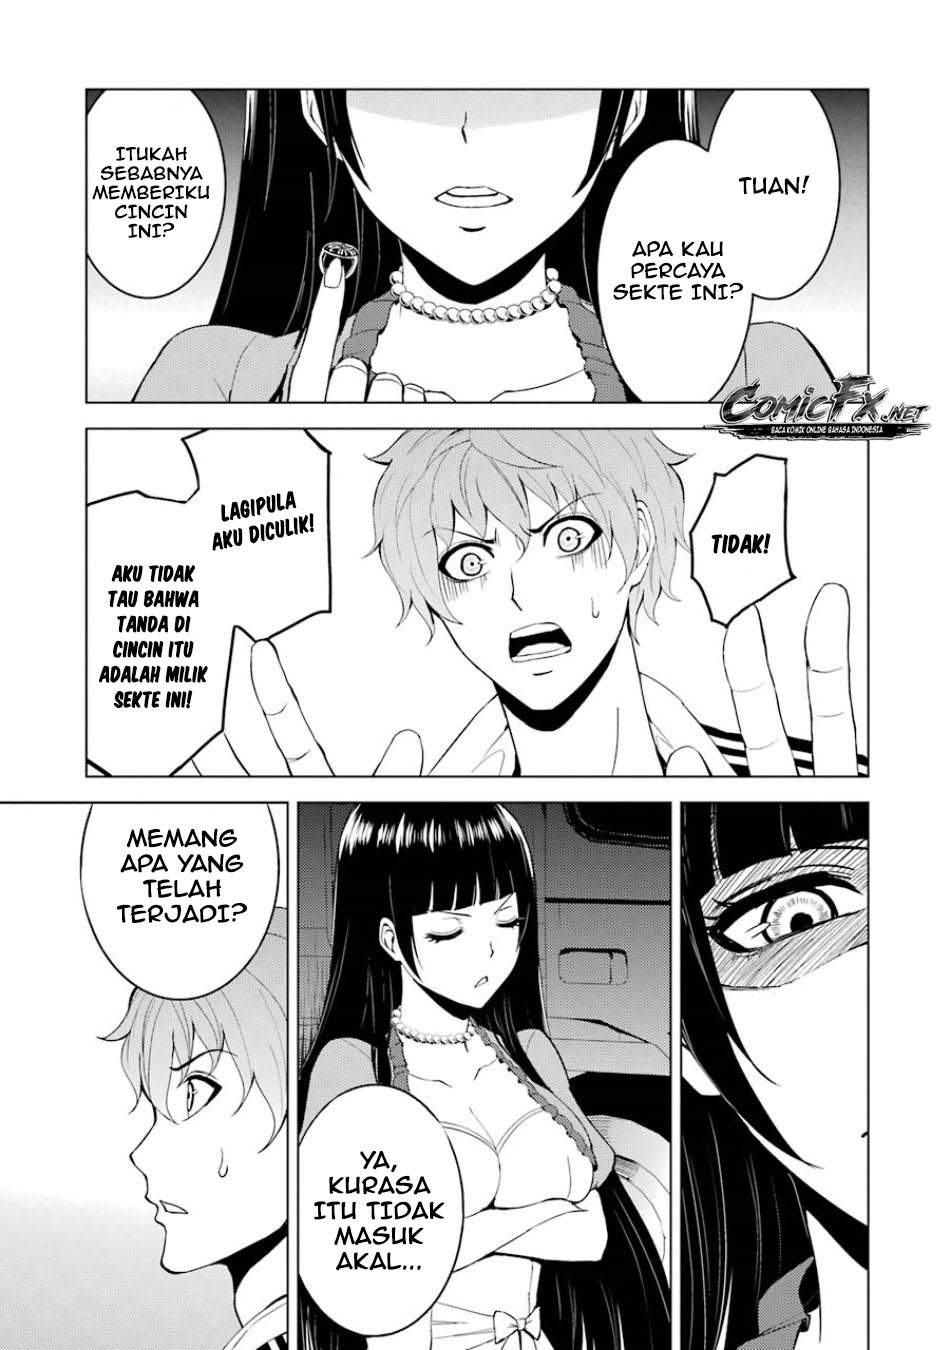 TUAN!
APA KAU
PERCAYA
SEKTE INI?
ITUKAH
SEBABNYA
MEMBERIKU
CINCIN
INI?
COMICFX.NET
BACA KOMIK ONLINE BAHASA INDONESIA
TIDAK!
LAGIPULA
AKU DICULIK!
AKU TIDAK
TAU BAHWA
TANDA DI
CINCIN ITU
ADALAH MILIK
SEKTE INI!
YA,
KURASA
ITU TIDAK
MASUK
AKAL...
MEMANG
APA YANG
TELAH
TERJADI?